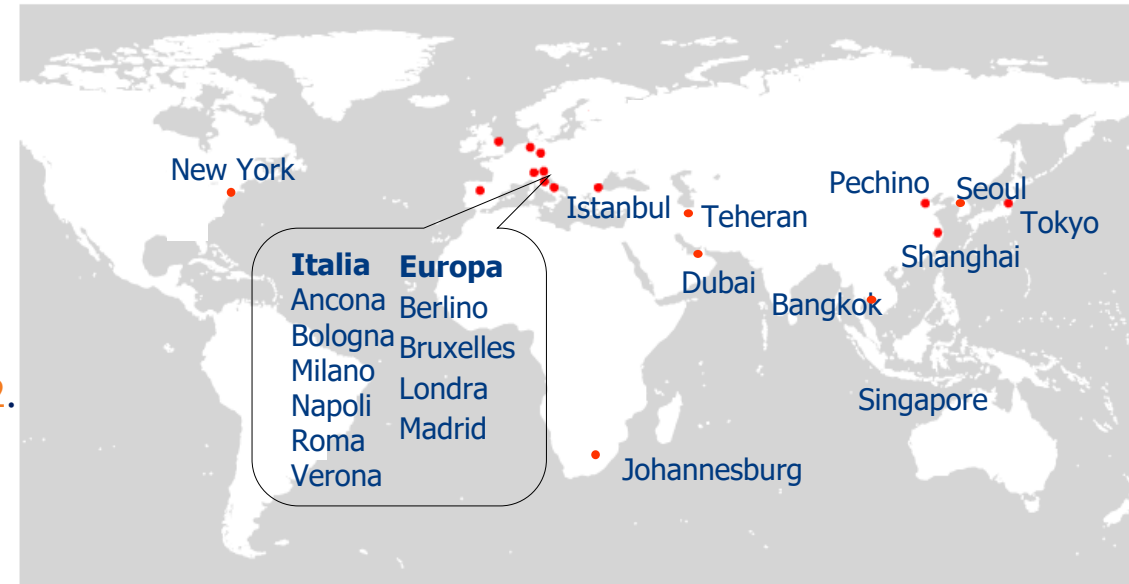 New York
Istanbul
Teheran
Dubai
Pechino
Seoul
Tokyo
Shanghai
Bangkok
Singapore
Johannesburg
Italia
Ancona
Bologna
Milano
Napoli
Roma
Verona
Europa
Berlino
Bruxelles
Londra
Madrid
2.